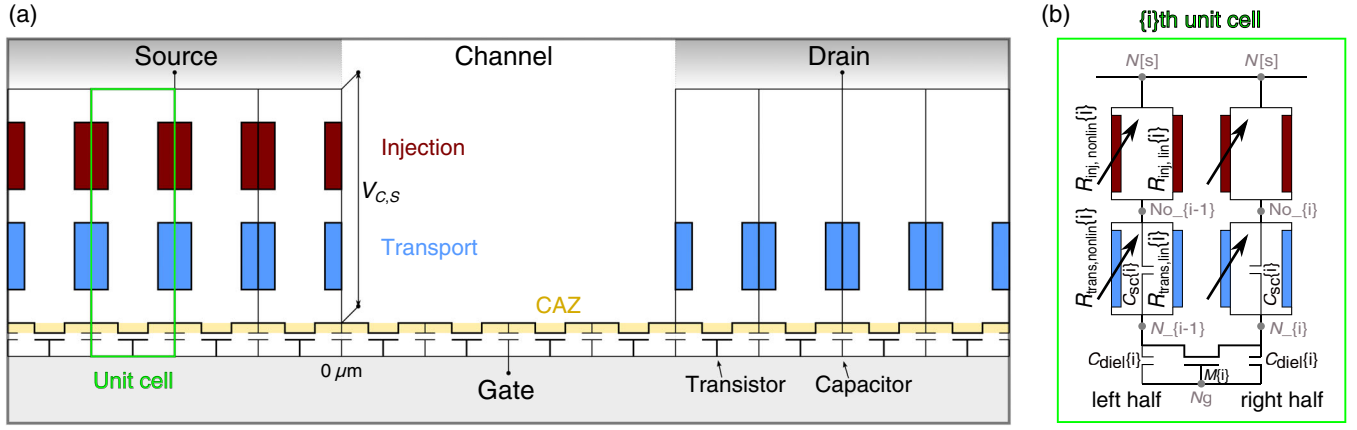 (a)
Source
Channel
Drain
Injection
V_{C,S}
Transport
CAZ
0 μm
Unit cell
Gate
Transistor
Capacitor
(b)
{i}th unit cell
N[s] N[s]
R_{inj, nonlin}{i}
R_{inj, lin}{i}
No_{i-1} No_{i}
R_{trans,nonlin}{i}
C_{sc}{i}
R_{trans,lin}{i}
C_{sc}{i}
N_{i-1} N_{i}
C_{diel}{i} C_{diel}{i}
M{i}
Ng
left half right half